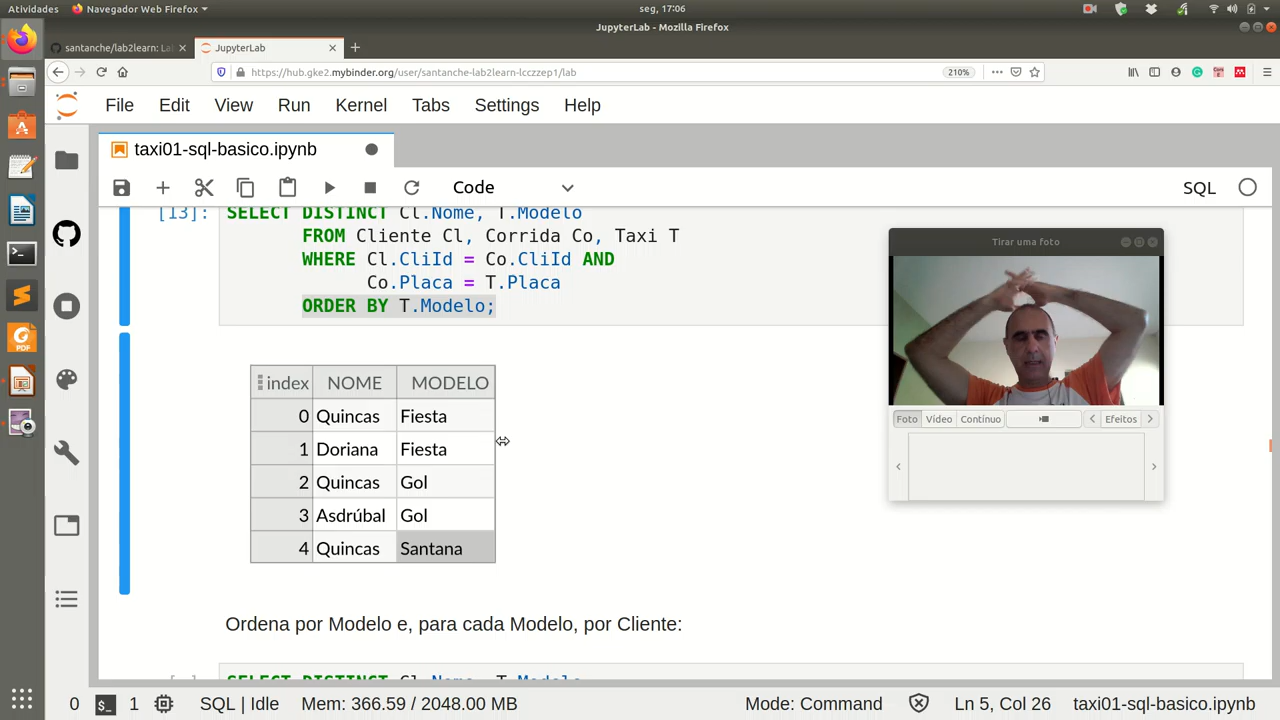 Atividades
Navegador Web Firefox
seg, 17:06
JupyterLab - Mozilla Firefox
santanche/lab2learn: La
JupyterLab
https://hub.gke2.mybinder.org/user/santanche-lab2learn-lcczzep1/lab
210%
File Edit View Run Kernel Tabs Settings Help
taxi01-sql-basico.ipynb
Code
SQL
[13]: SELECT DISTINCT Cl.Nome, T.Modelo
FROM Cliente Cl, Corrida Co, Taxi T
WHERE Cl.CliId = Co.CliId AND
Co.Placa = T.Placa
ORDER BY T.Modelo;
Tirar uma foto
Foto Vídeo Contínuo Efeitos
index NOME MODELO
0 Quincas Fiesta
1 Doriana Fiesta
2 Quincas Gol
3 Asdrúbal Gol
4 Quincas Santana
Ordena por Modelo e, para cada Modelo, por Cliente:
[ ]: SELECT DISTINCT Cl.Nome, T.Modelo
0 1 SQL | Idle Mem: 366.59 / 2048.00 MB Mode: Command Ln 5, Col 26 taxi01-sql-basico.ipynb